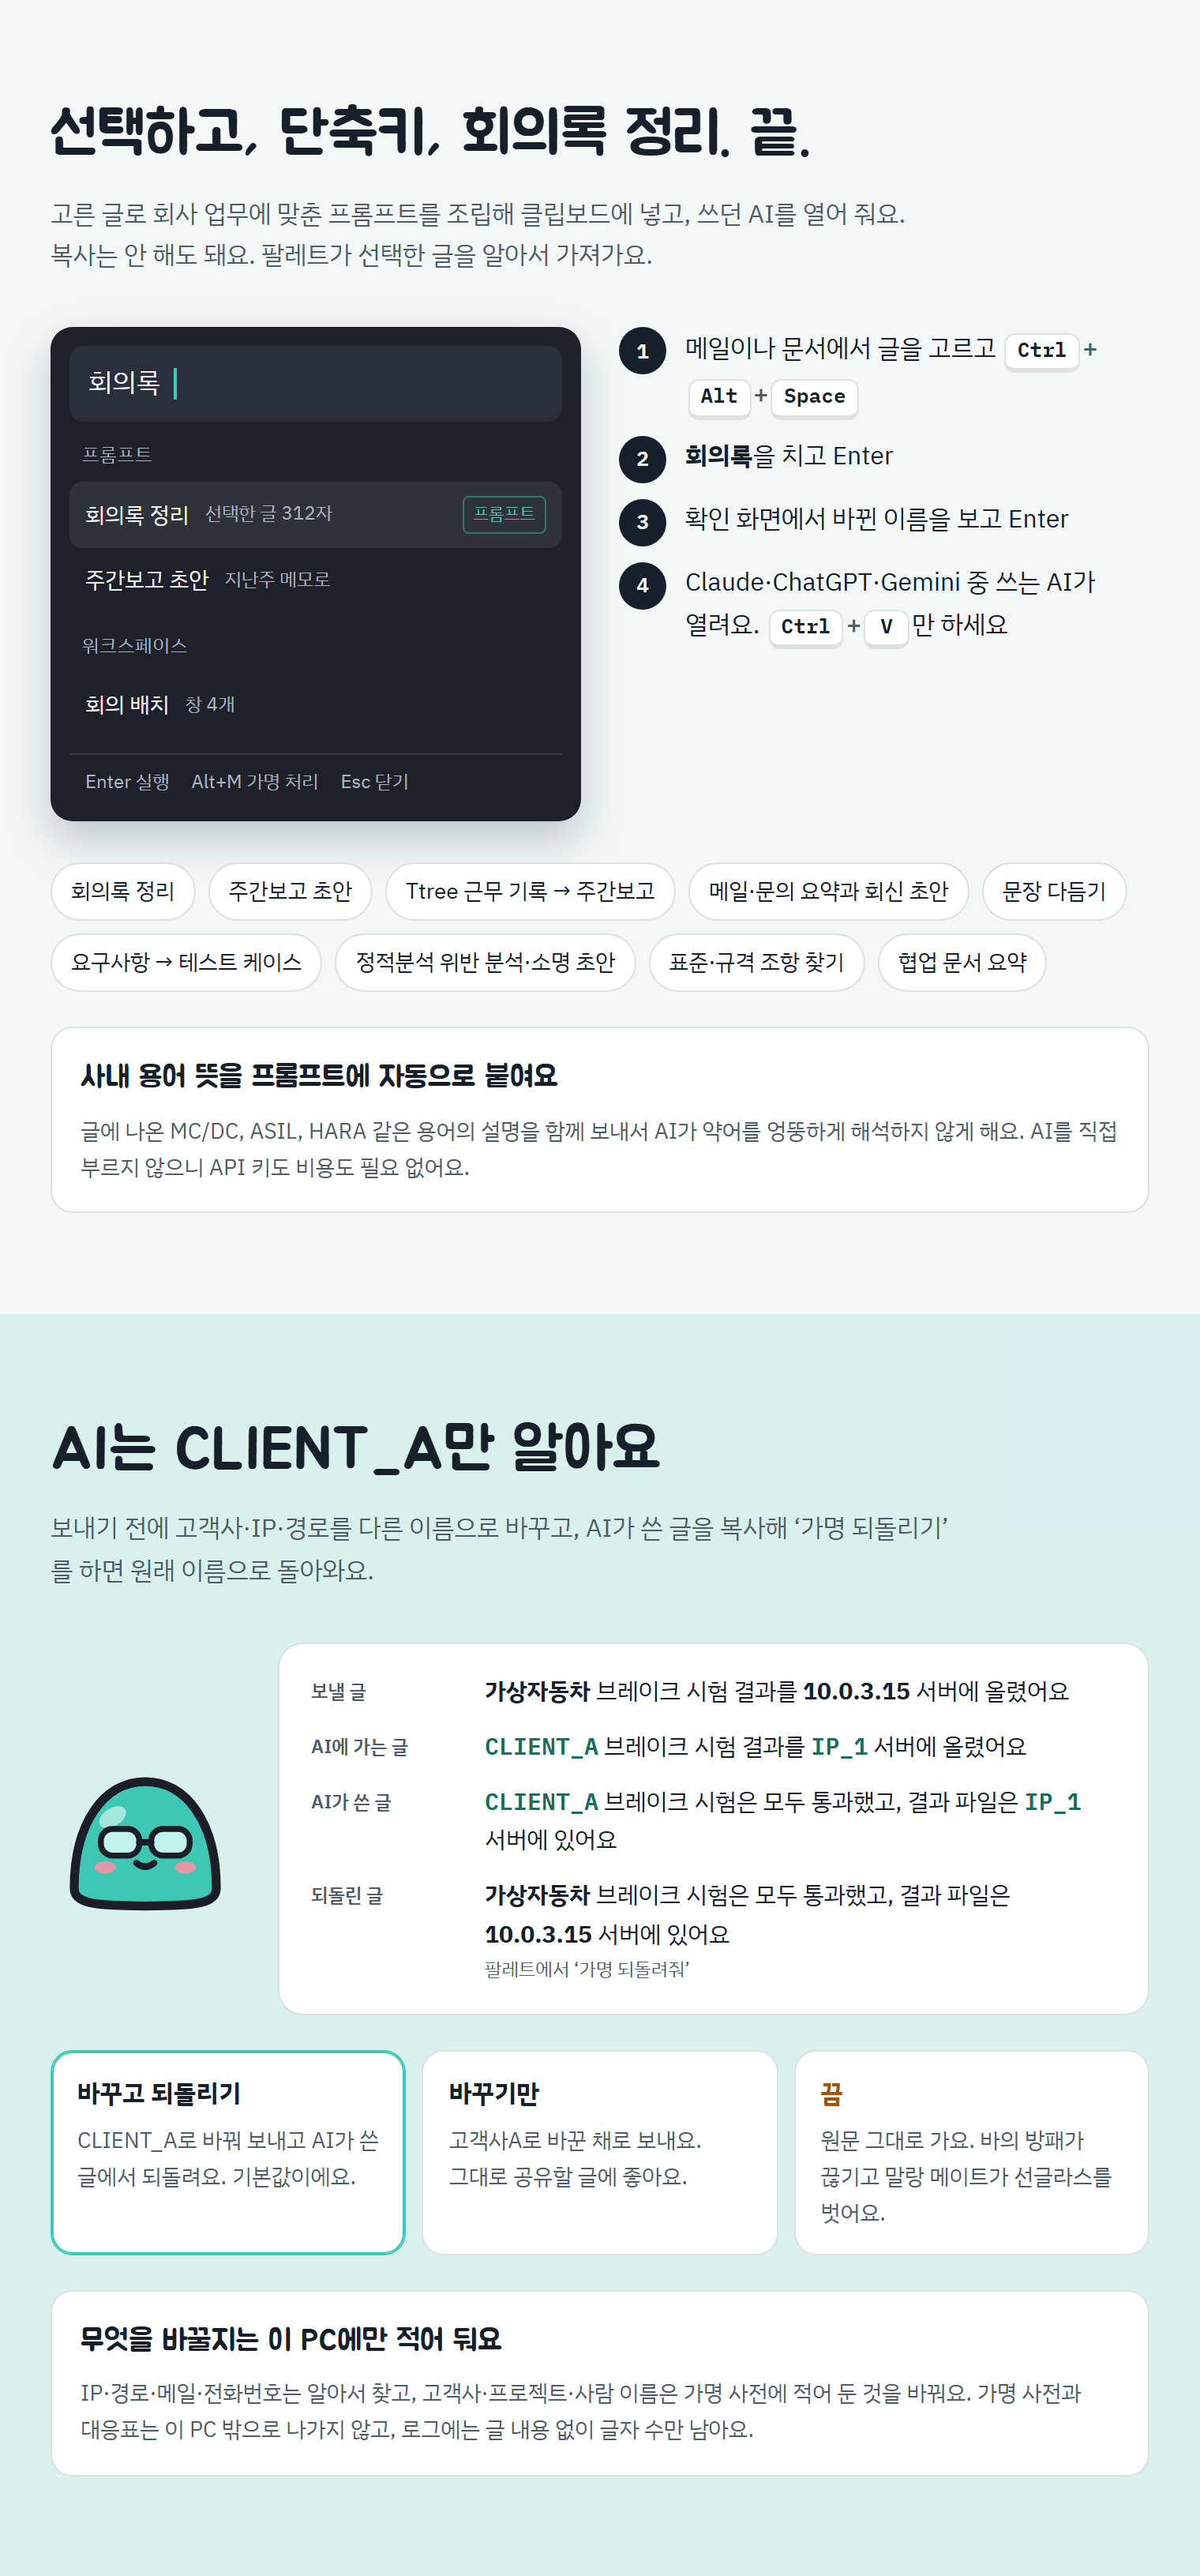 선택하고, 단축키, 회의록 정리. 끝.
고른 글로 회사 업무에 맞춘 프롬프트를 조립해 클립보드에 넣고, 쓰던 AI를 열어 줘요.
복사는 안 해도 돼요. 팔레트가 선택한 글을 알아서 가져가요.
회의록
프롬프트
회의록 정리 선택한 글 312자 프롬프트
주간보고 초안 지난주 메모로
워크스페이스
회의 배치 창 4개
Enter 실행 Alt+M 가명 처리 Esc 닫기
1 메일이나 문서에서 글을 고르고 Ctrl +
Alt + Space
2 회의록을 치고 Enter
3 확인 화면에서 바뀐 이름을 보고 Enter
4 Claude·ChatGPT·Gemini 중 쓰는 AI가
열려요. Ctrl + V 만 하세요
회의록 정리 주간보고 초안 Ttree 근무 기록 → 주간보고 메일·문의 요약과 회신 초안 문장 다듬기
요구사항 → 테스트 케이스 정적분석 위반 분석·소명 초안 표준·규격 조항 찾기 협업 문서 요약
사내 용어 뜻을 프롬프트에 자동으로 붙여요
글에 나온 MC/DC, ASIL, HARA 같은 용어의 설명을 함께 보내서 AI가 약어를 엉뚱하게 해석하지 않게 해요. AI를 직접
부르지 않으니 API 키도 비용도 필요 없어요.
AI는 CLIENT_A만 알아요
보내기 전에 고객사·IP·경로를 다른 이름으로 바꾸고, AI가 쓴 글을 복사해 ‘가명 되돌리기’
를 하면 원래 이름으로 돌아와요.
보낼 글 가상자동차 브레이크 시험 결과를 10.0.3.15 서버에 올렸어요
AI에 가는 글 CLIENT_A 브레이크 시험 결과를 IP_1 서버에 올렸어요
AI가 쓴 글 CLIENT_A 브레이크 시험은 모두 통과했고, 결과 파일은 IP_1
서버에 있어요
되돌린 글 가상자동차 브레이크 시험은 모두 통과했고, 결과 파일은
10.0.3.15 서버에 있어요
팔레트에서 ‘가명 되돌려줘’
바꾸고 되돌리기
CLIENT_A로 바꿔 보내고 AI가 쓴
글에서 되돌려요. 기본값이에요.
바꾸기만
고객사A로 바꾼 채로 보내요.
그대로 공유할 글에 좋아요.
끔
원문 그대로 가요. 바의 방패가
끊기고 말랑 메이트가 선글라스를
벗어요.
무엇을 바꿀지는 이 PC에만 적어 둬요
IP·경로·메일·전화번호는 알아서 찾고, 고객사·프로젝트·사람 이름은 가명 사전에 적어 둔 것을 바꿔요. 가명 사전과
대응표는 이 PC 밖으로 나가지 않고, 로그에는 글 내용 없이 글자 수만 남아요.